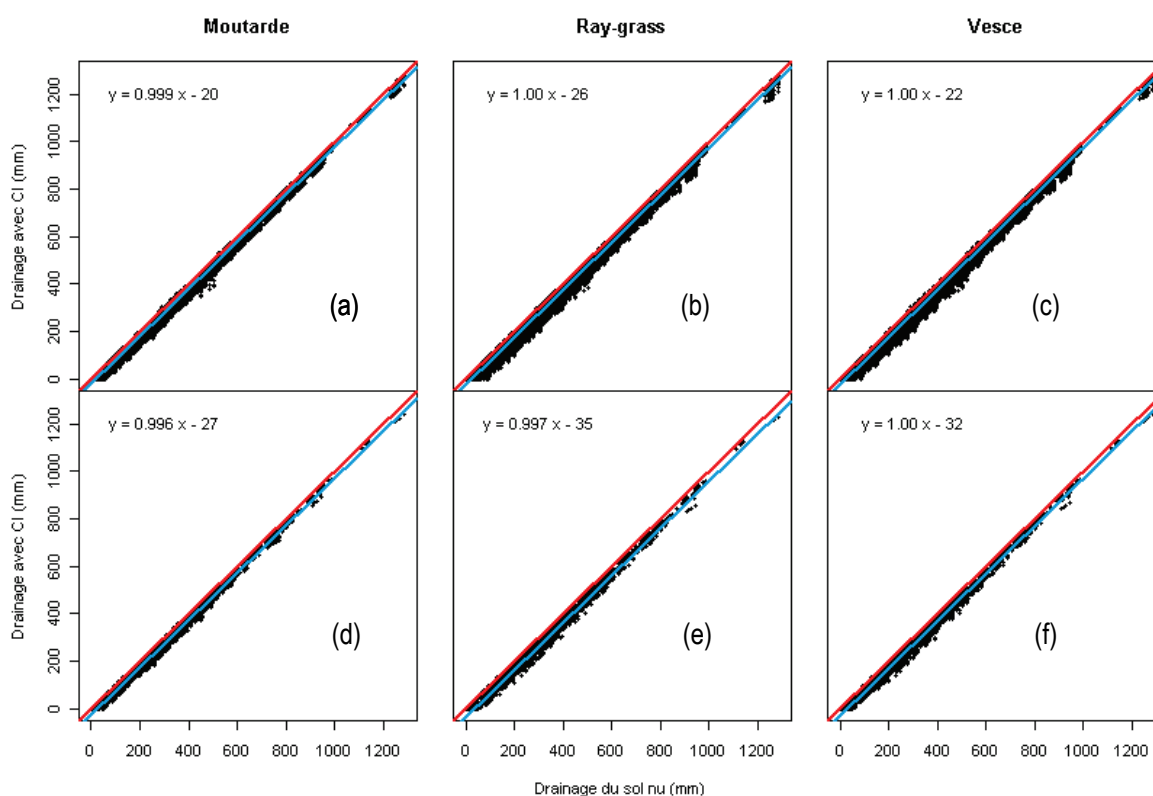 Moutarde
Ray-grass
Vesce
Drainage avec CI (mm)
1200
1000
800
600
400
200
0
y = 0.999 x - 20
(a)
y = 1.00 x - 26
(b)
y = 1.00 x - 22
(c)
Drainage avec CI (mm)
1200
1000
800
600
400
200
0
y = 0.996 x - 27
(d)
y = 0.997 x - 35
(e)
y = 1.00 x - 32
(f)
0 200 400 600 800 1000 1200
0 200 400 600 800 1000 1200
0 200 400 600 800 1000 1200
Drainage du sol nu (mm)